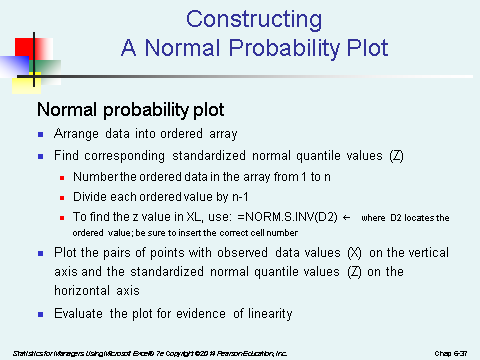 Constructing
A Normal Probability Plot
Normal probability plot
Arrange data into ordered array
Find corresponding standardized normal quantile values (Z)
Number the ordered data in the array from 1 to n
Divide each ordered value by n-1
To find the z value in XL, use: =NORM.S.INV(D2) ← where D2 locates the
ordered value; be sure to insert the correct cell number
Plot the pairs of points with observed data values (X) on the vertical
axis and the standardized normal quantile values (Z) on the
horizontal axis
Evaluate the plot for evidence of linearity
Statistics for Managers Using Microsoft Excel® 7e Copyright ©2014 Pearson Education, Inc.
Chap 6-37